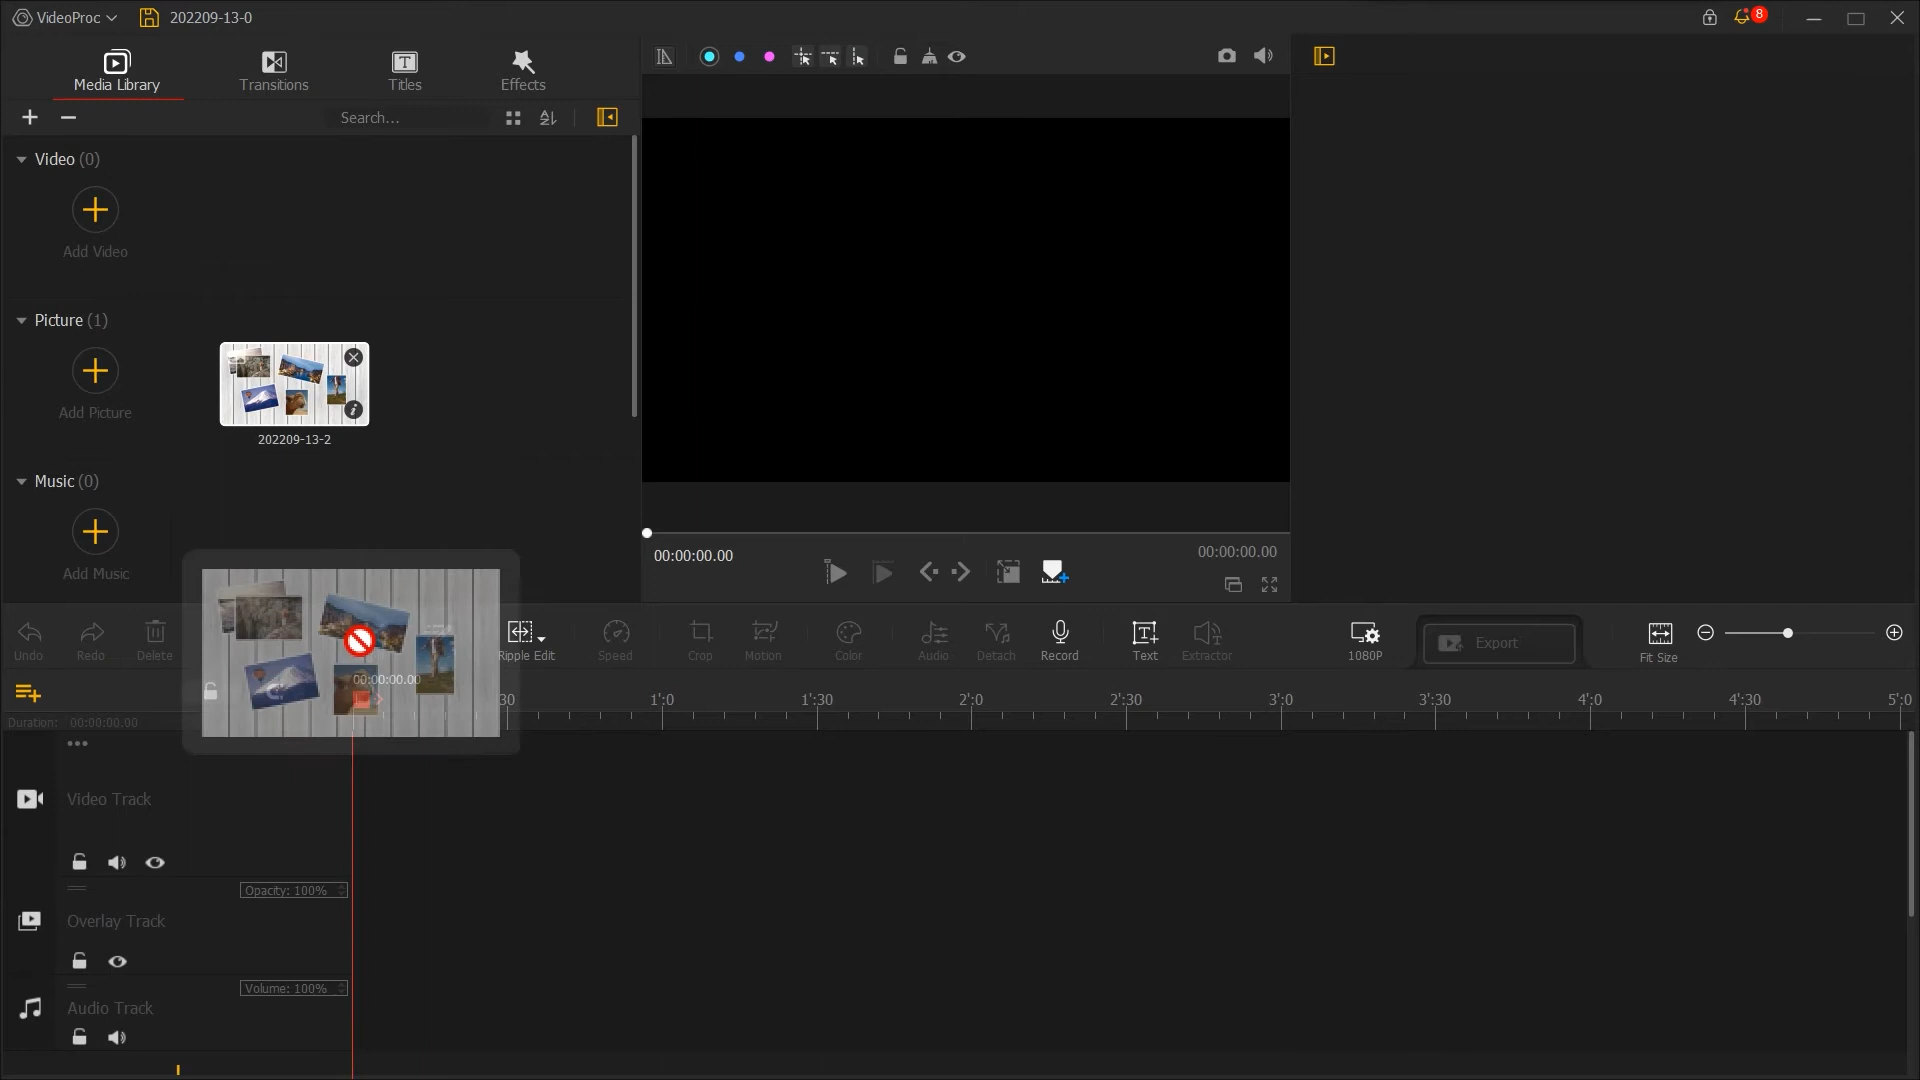 VideoProc
202209-13-0
8
Media Library
Transitions
Titles
Effects
Search...
Video (0)
Add Video
Picture (1)
Add Picture
202209-13-2
Music (0)
Add Music
00:00:00.00
00:00:00.00
Undo
Redo
Delete
Ripple Edit
Speed
Crop
Motion
Color
Audio
Detach
Record
Text
Extractor
1080P
Export
Fit Size
00:00:00.00
30
1':0
1':30
2':0
2':30
3':0
3':30
4':0
4':30
5':0
Duration: 00:00:00.00
Video Track
Opacity: 100%
Overlay Track
Volume: 100%
Audio Track